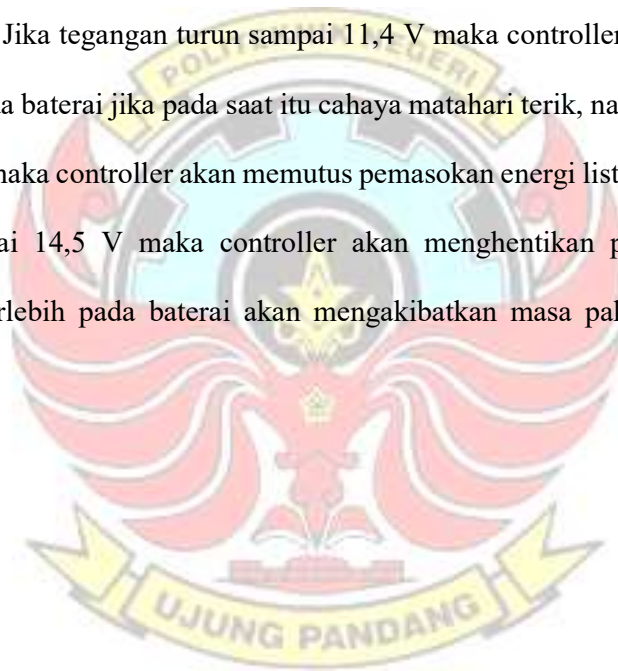 Jika tegangan turun sampai 11,4 V maka controller
POLITEKNIK NEGERI
a baterai jika pada saat itu cahaya matahari terik, na
maka controller akan memutus pemasokan energi list
ai 14,5 V maka controller akan menghentikan p
rlebih pada baterai akan mengakibatkan masa pak
UJUNG PANDANG